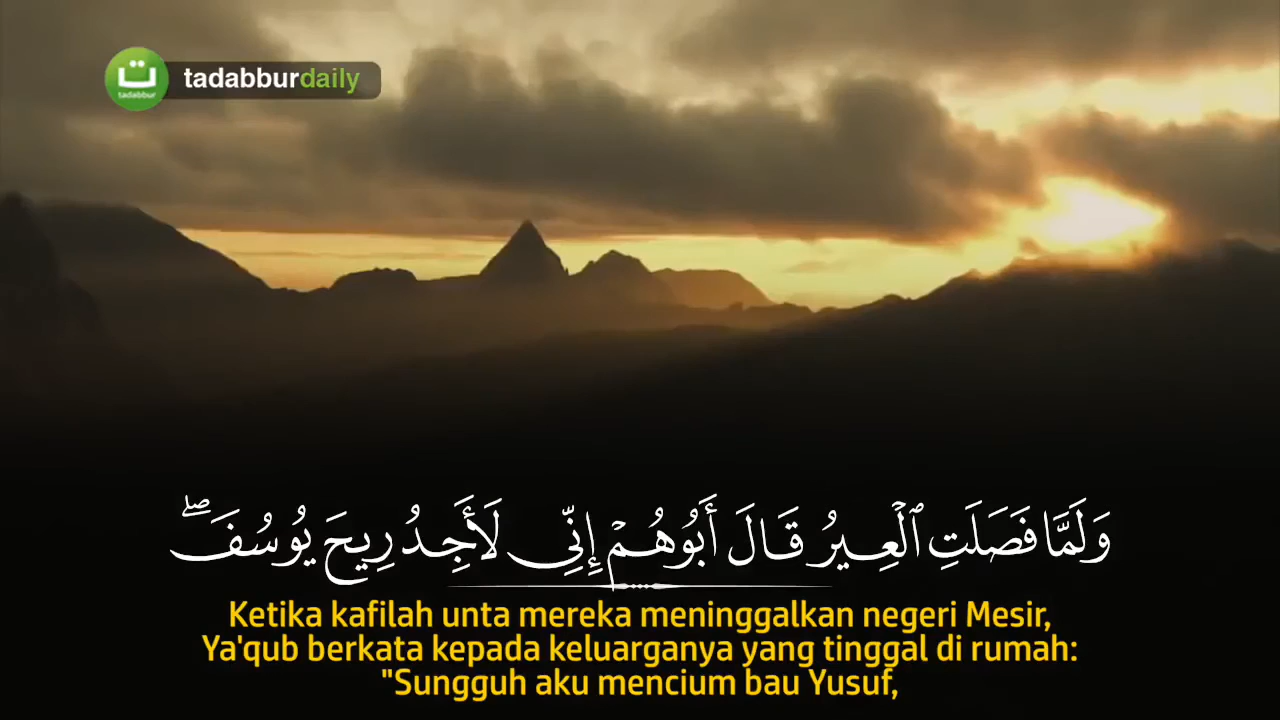 ت
tadabbur
tadabburdaily
وَلَمَّا فَصَلَتِ ٱلْعِيرُ قَالَ أَبُوهُمْ إِنِّى لَأَجِدُ رِيحَ يُوسُفَ ۖ
Ketika kafilah unta mereka meninggalkan negeri Mesir,
Ya'qub berkata kepada keluarganya yang tinggal di rumah:
"Sungguh aku mencium bau Yusuf,